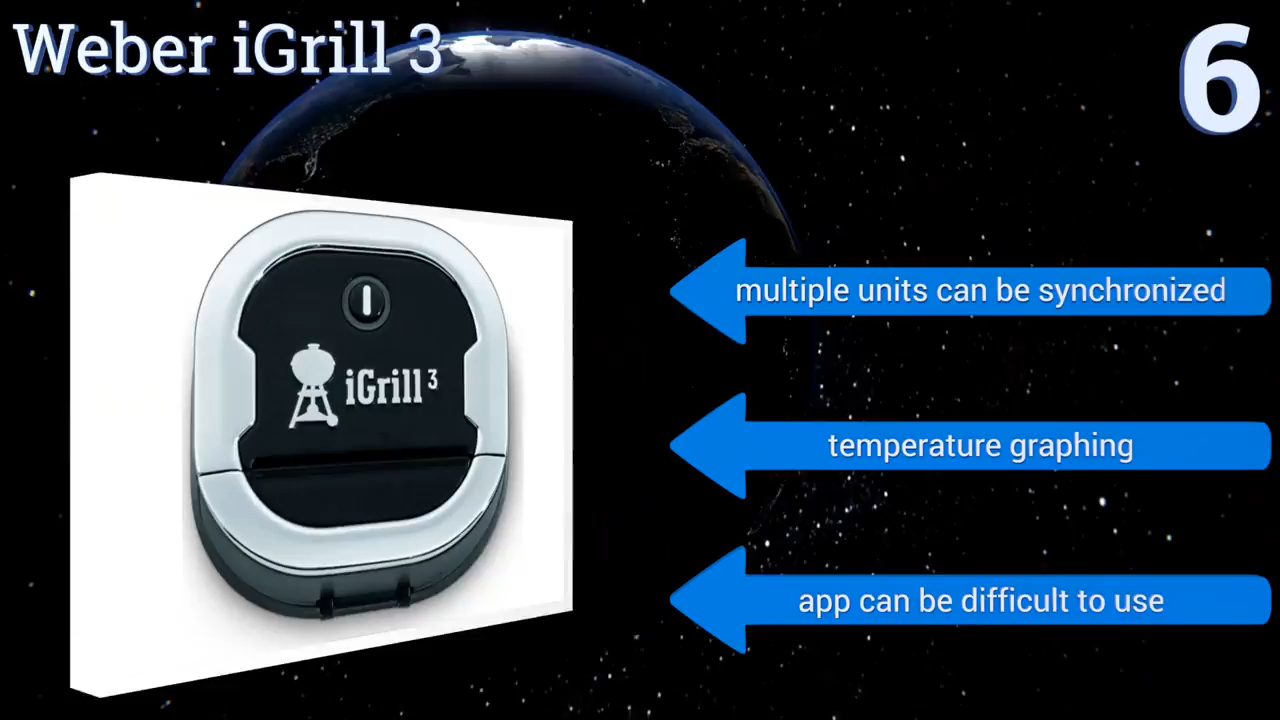 Weber iGrill 3
6
iGrill 3
multiple units can be synchronized
temperature graphing
app can be difficult to use